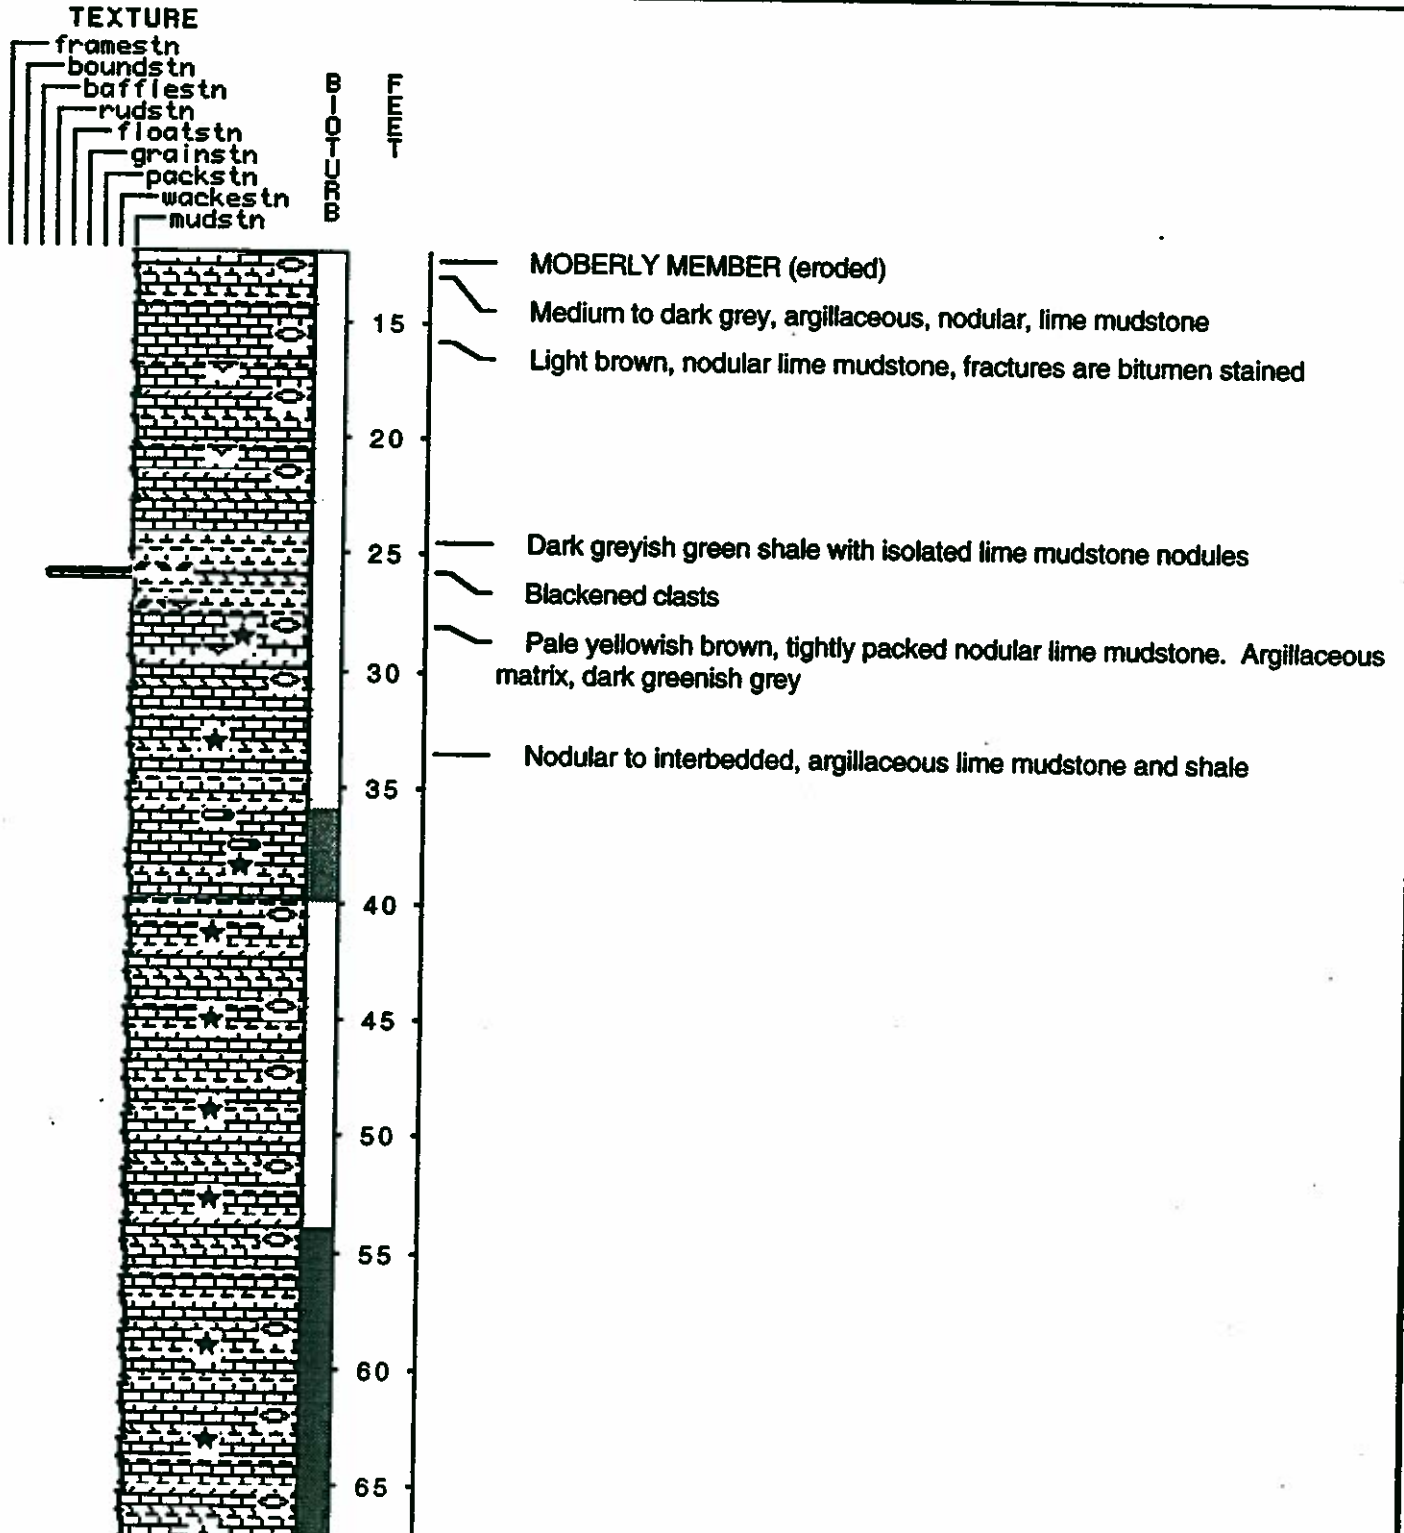 TEXTURE
framestn
boundstn
bafflestn
rudstn
floatstn
grainstn
packstn
wackestn
mudstn
BIOTURB
FEET
MOBERLY MEMBER (eroded)
Medium to dark grey, argillaceous, nodular, lime mudstone
15
Light brown, nodular lime mudstone, fractures are bitumen stained
20
Dark greyish green shale with isolated lime mudstone nodules
25
Blackened clasts
Pale yellowish brown, tightly packed nodular lime mudstone. Argillaceous
30
matrix, dark greenish grey
Nodular to interbedded, argillaceous lime mudstone and shale
35
40
45
50
55
60
65